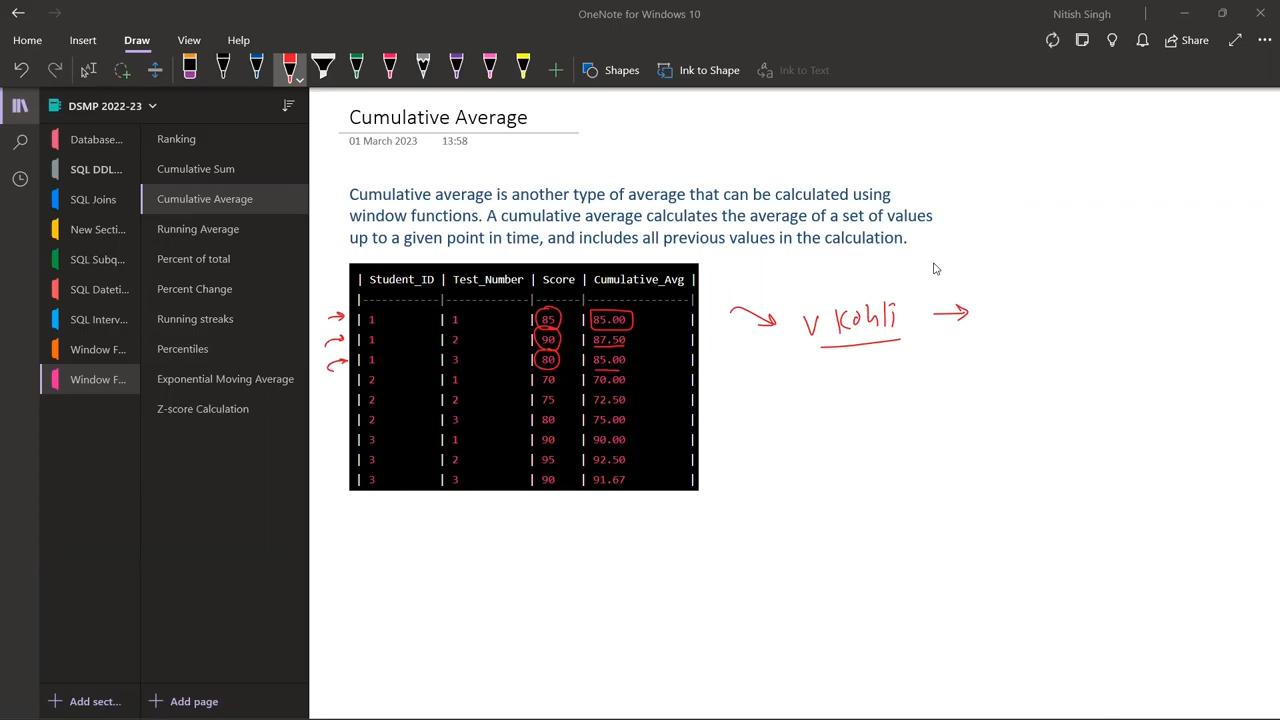 OneNote for Windows 10
Nitish Singh
Home Insert Draw View Help
Share
Shapes Ink to Shape Ink to Text
DSMP 2022-23
Database...
SQL DDL...
SQL Joins
New Secti...
SQL Subq...
SQL Dateti...
SQL Interv...
Window F...
Window F...
Add sect...
Ranking
Cumulative Sum
Cumulative Average
Running Average
Percent of total
Percent Change
Running streaks
Percentiles
Exponential Moving Average
Z-score Calculation
Add page
Cumulative Average
01 March 2023 13:58
Cumulative average is another type of average that can be calculated using
window functions. A cumulative average calculates the average of a set of values
up to a given point in time, and includes all previous values in the calculation.
| Student_ID | Test_Number | Score | Cumulative_Avg |
|------------|-------------|-------|----------------|
| 1 | 1 | 85 | 85.00 |
| 1 | 2 | 90 | 87.50 |
| 1 | 3 | 80 | 85.00 |
| 2 | 1 | 70 | 70.00 |
| 2 | 2 | 75 | 72.50 |
| 2 | 3 | 80 | 75.00 |
| 3 | 1 | 90 | 90.00 |
| 3 | 2 | 95 | 92.50 |
| 3 | 3 | 90 | 91.67 |
V Kohli